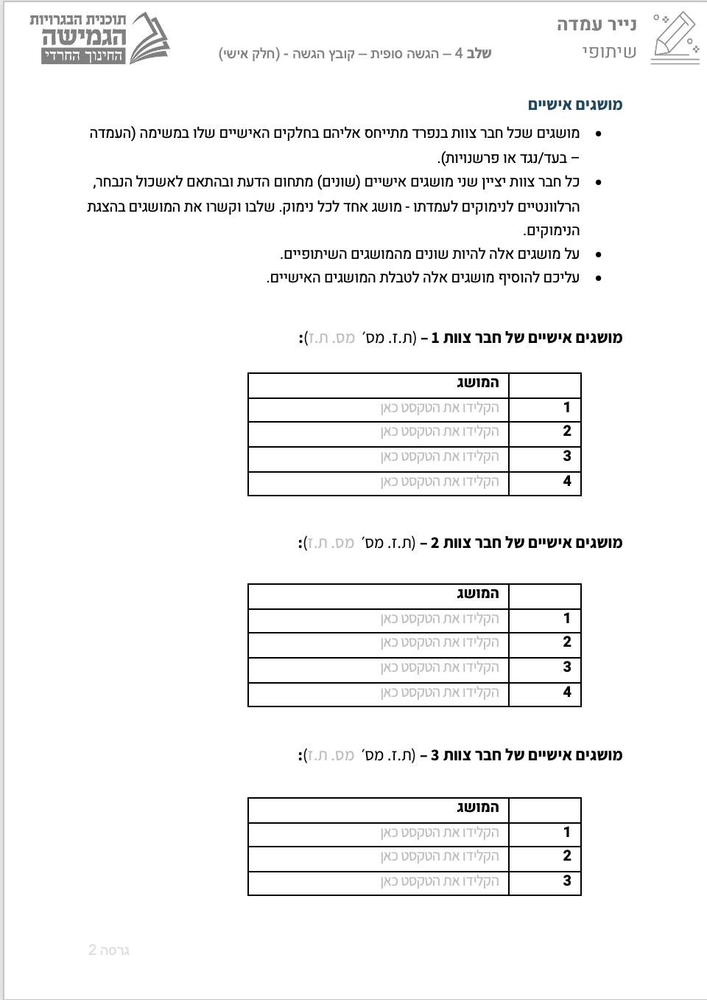 נייר עמדה
שיתופי
שלב 4 – הגשה סופית – קובץ הגשה - (חלק אישי)
תוכנית הבגרויות
הגמישה
החינוך החרדי
מושגים אישיים
• מושגים שכל חבר צוות בנפרד מתייחס אליהם בחלקים האישיים שלו במשימה (העמדה
– בעד/נגד או פרשנויות).
• כל חבר צוות יציין שני מושגים אישיים (שונים) מתחום הדעת ובהתאם לאשכול הנבחר,
הרלוונטיים לנימוקים לעמדתו - מושג אחד לכל נימוק. שלבו וקשרו את המושגים בהצגת
הנימוקים.
• על מושגים אלה להיות שונים מהמושגים השיתופיים.
• עליכם להוסיף מושגים אלה לטבלת המושגים האישיים.
מושגים אישיים של חבר צוות 1 – (ת.ז. מס׳ מס. ת.ז):
המושג
1 הקלידו את הטקסט כאן
2 הקלידו את הטקסט כאן
3 הקלידו את הטקסט כאן
4 הקלידו את הטקסט כאן
מושגים אישיים של חבר צוות 2 – (ת.ז. מס׳ מס. ת.ז):
המושג
1 הקלידו את הטקסט כאן
2 הקלידו את הטקסט כאן
3 הקלידו את הטקסט כאן
4 הקלידו את הטקסט כאן
מושגים אישיים של חבר צוות 3 – (ת.ז. מס׳ מס. ת.ז):
המושג
1 הקלידו את הטקסט כאן
2 הקלידו את הטקסט כאן
3 הקלידו את הטקסט כאן
גרסה 2